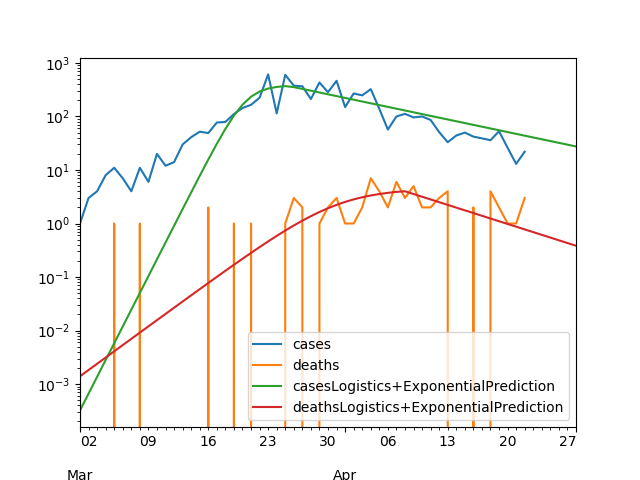 10³
10²
10¹
10⁰
10⁻¹
10⁻²
10⁻³
cases
deaths
casesLogistics+ExponentialPrediction
deathsLogistics+ExponentialPrediction
02 09 16 23 30 06 13 20 27
Mar Apr